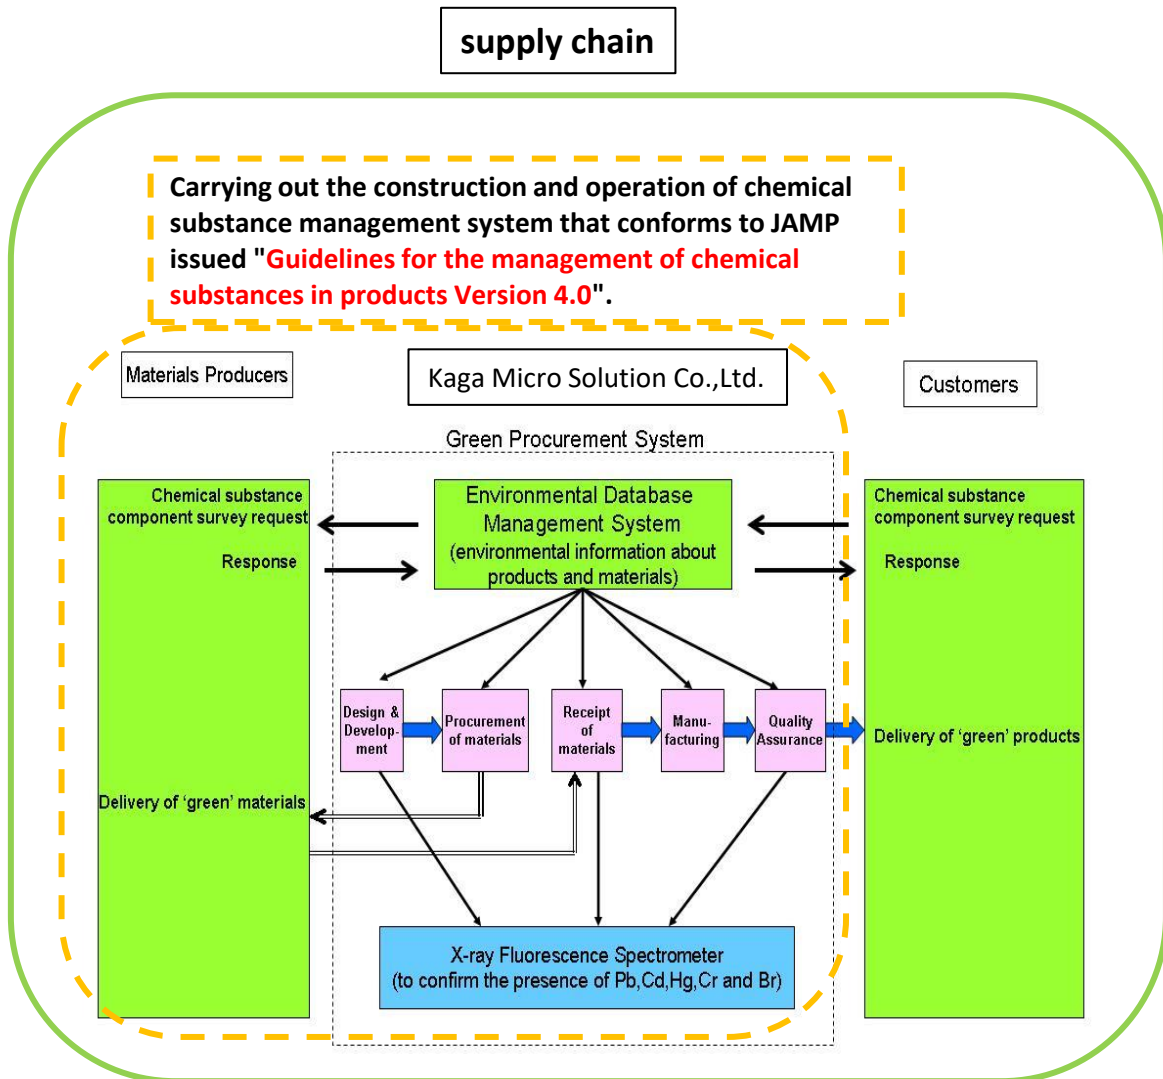 supply chain
Carrying out the construction and operation of chemical
substance management system that conforms to JAMP
issued "Guidelines for the management of chemical
substances in products Version 4.0".
Materials Producers
Kaga Micro Solution Co.,Ltd.
Customers
Green Procurement System
Chemical substance
component survey request
Response
Environmental Database
Management System
(environmental information about
products and materials)
Chemical substance
component survey request
Response
Design &
Develop-
ment
Procurement
of materials
Receipt
of
materials
Manu-
facturing
Quality
Assurance
Delivery of 'green' products
Delivery of ‘green’ materials
X-ray Fluorescence Spectrometer
(to confirm the presence of Pb,Cd,Hg,Cr and Br)